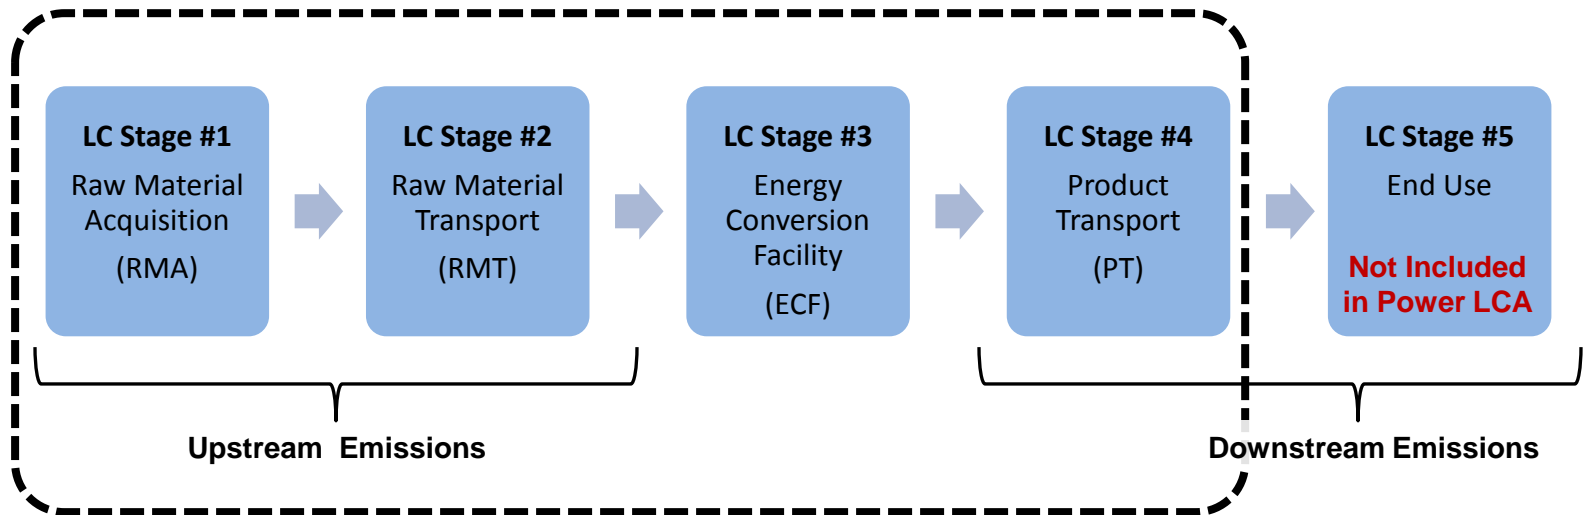 LC Stage #1
Raw Material
Acquisition
(RMA)
LC Stage #2
Raw Material
Transport
(RMT)
LC Stage #3
Energy
Conversion
Facility
(ECF)
LC Stage #4
Product
Transport
(PT)
LC Stage #5
End Use
Not Included
in Power LCA
Upstream Emissions
Downstream Emissions